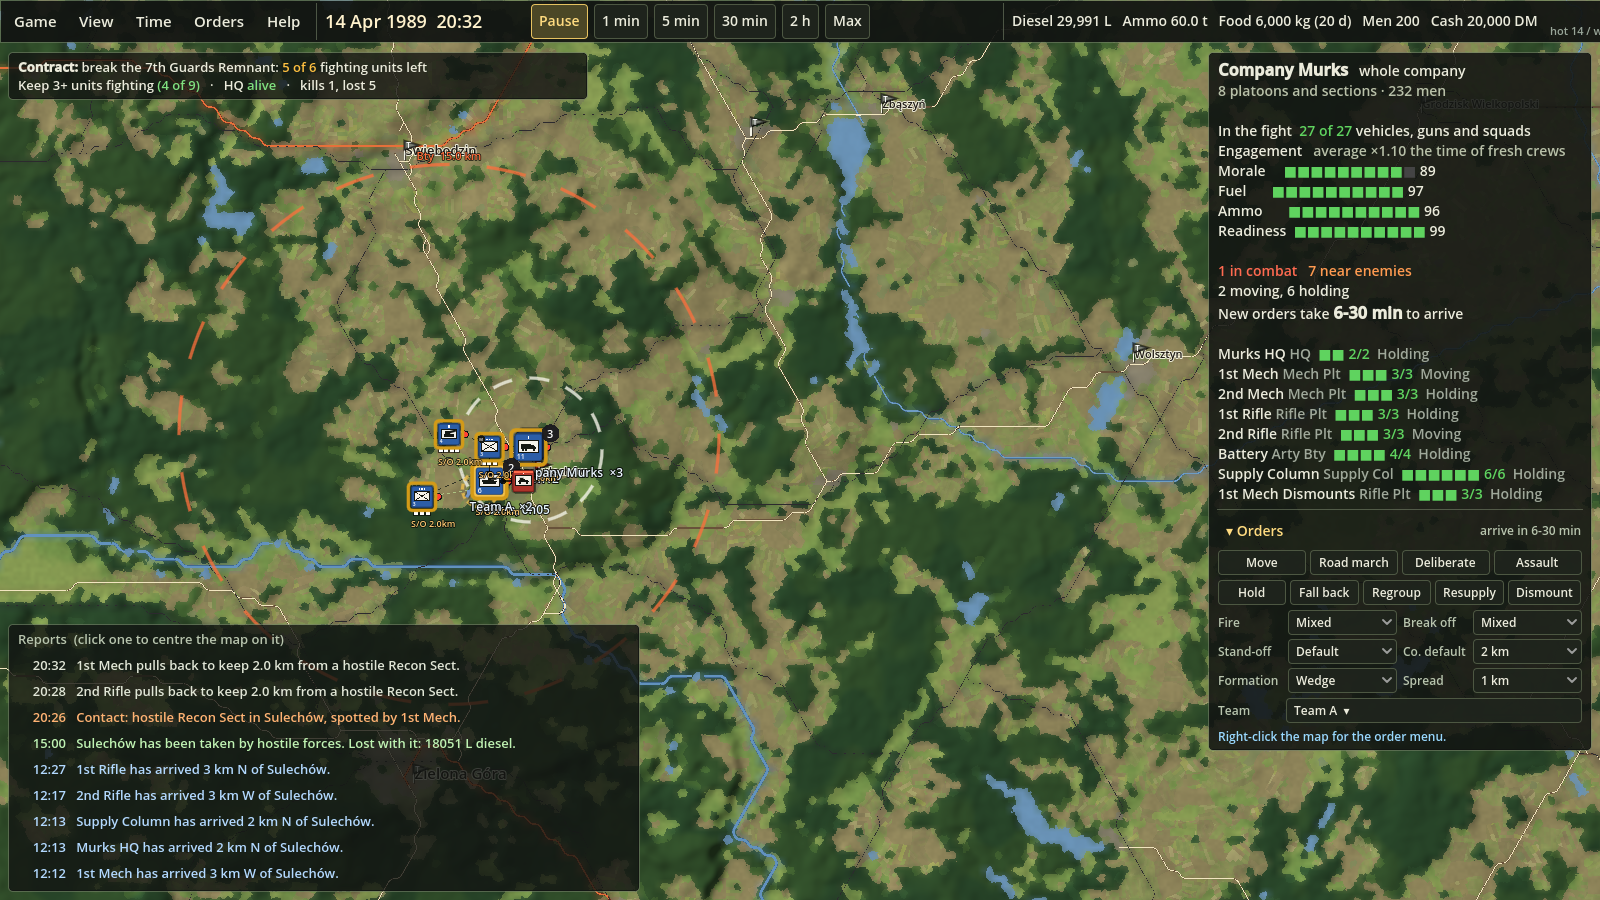 Game View Time Orders Help 14 Apr 1989 20:32 Pause 1 min 5 min 30 min 2 h Max Diesel 29,991 L Ammo 60.0 t Food 6,000 kg (20 d) Men 200 Cash 20,000 DM
hot 14 / w
Contract: break the 7th Guards Remnant: 5 of 6 fighting units left
Keep 3+ units fighting (4 of 9) · HQ alive · kills 1, lost 5
Zbąszyń
Świebodzin
Wolsztyn
S/O 2.0km
pany Murks ×3
Team A ×2
S/O 2.0km
Company Murks whole company
8 platoons and sections · 232 men
Grodzisk Wielkopolski
In the fight 27 of 27 vehicles, guns and squads
Engagement average ×1.10 the time of fresh crews
Morale 89
Fuel 97
Ammo 96
Readiness 99
1 in combat 7 near enemies
2 moving, 6 holding
New orders take 6-30 min to arrive
Murks HQ HQ 2/2 Holding
1st Mech Mech Plt 3/3 Moving
2nd Mech Mech Plt 3/3 Holding
1st Rifle Rifle Plt 3/3 Holding
2nd Rifle Rifle Plt 3/3 Moving
Battery Arty Bty 4/4 Holding
Supply Column Supply Col 6/6 Holding
1st Mech Dismounts Rifle Plt 3/3 Holding
▾ Orders arrive in 6-30 min
Move Road march Deliberate Assault
Hold Fall back Regroup Resupply Dismount
Fire Mixed Break off Mixed
Stand-off Default Co. default 2 km
Formation Wedge Spread 1 km
Team Team A ▾
Right-click the map for the order menu.
Reports (click one to centre the map on it)
20:32 1st Mech pulls back to keep 2.0 km from a hostile Recon Sect.
20:28 2nd Rifle pulls back to keep 2.0 km from a hostile Recon Sect.
20:26 Contact: hostile Recon Sect in Sulechów, spotted by 1st Mech.
15:00 Sulechów has been taken by hostile forces. Lost with it: 18051 L diesel.
12:27 1st Rifle has arrived 3 km N of Sulechów.
12:17 2nd Rifle has arrived 3 km W of Sulechów.
12:13 Supply Column has arrived 2 km N of Sulechów.
12:13 Murks HQ has arrived 2 km N of Sulechów.
12:12 1st Mech has arrived 3 km W of Sulechów.
Zielona Góra